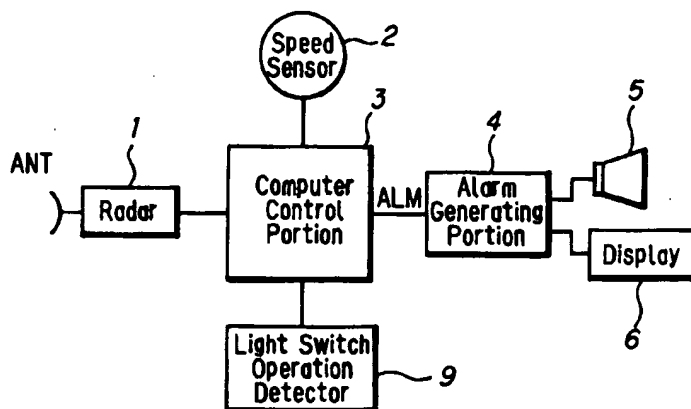 Speed
Sensor
2
3
1
ANT
Radar
Computer
Control
Portion
ALM
4
Alarm
Generating
Portion
5
Display
6
Light Switch
Operation
Detector
9